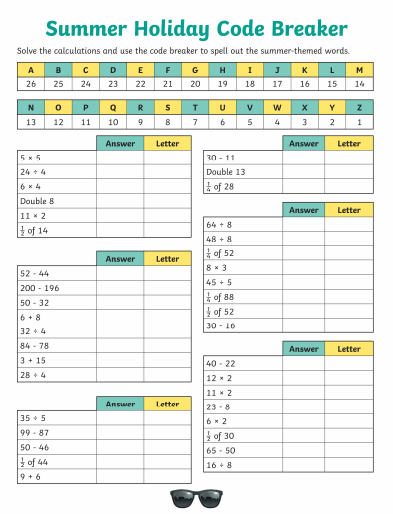 Summer Holiday Code Breaker
Solve the calculations and use the code breaker to spell out the summer-themed words.
A B C D E F G H I J K L M
26 25 24 23 22 21 20 19 18 17 16 15 14
N O P Q R S T U V W X Y Z
13 12 11 10 9 8 7 6 5 4 3 2 1
Answer Letter
5 × 5
24 ÷ 4
6 × 4
Double 8
11 × 2
1/2 of 14
Answer Letter
52 - 44
200 - 196
50 - 32
6 + 8
32 ÷ 4
84 - 78
3 + 15
28 ÷ 4
Answer Letter
35 ÷ 5
99 - 87
50 - 46
1/2 of 44
9 + 6
Answer Letter
30 - 11
Double 13
1/4 of 28
Answer Letter
64 ÷ 8
48 ÷ 8
1/4 of 52
8 × 3
45 ÷ 5
1/4 of 88
1/2 of 52
30 - 16
Answer Letter
40 - 22
12 × 2
11 × 2
23 - 8
6 × 2
1/2 of 30
65 - 50
16 ÷ 8